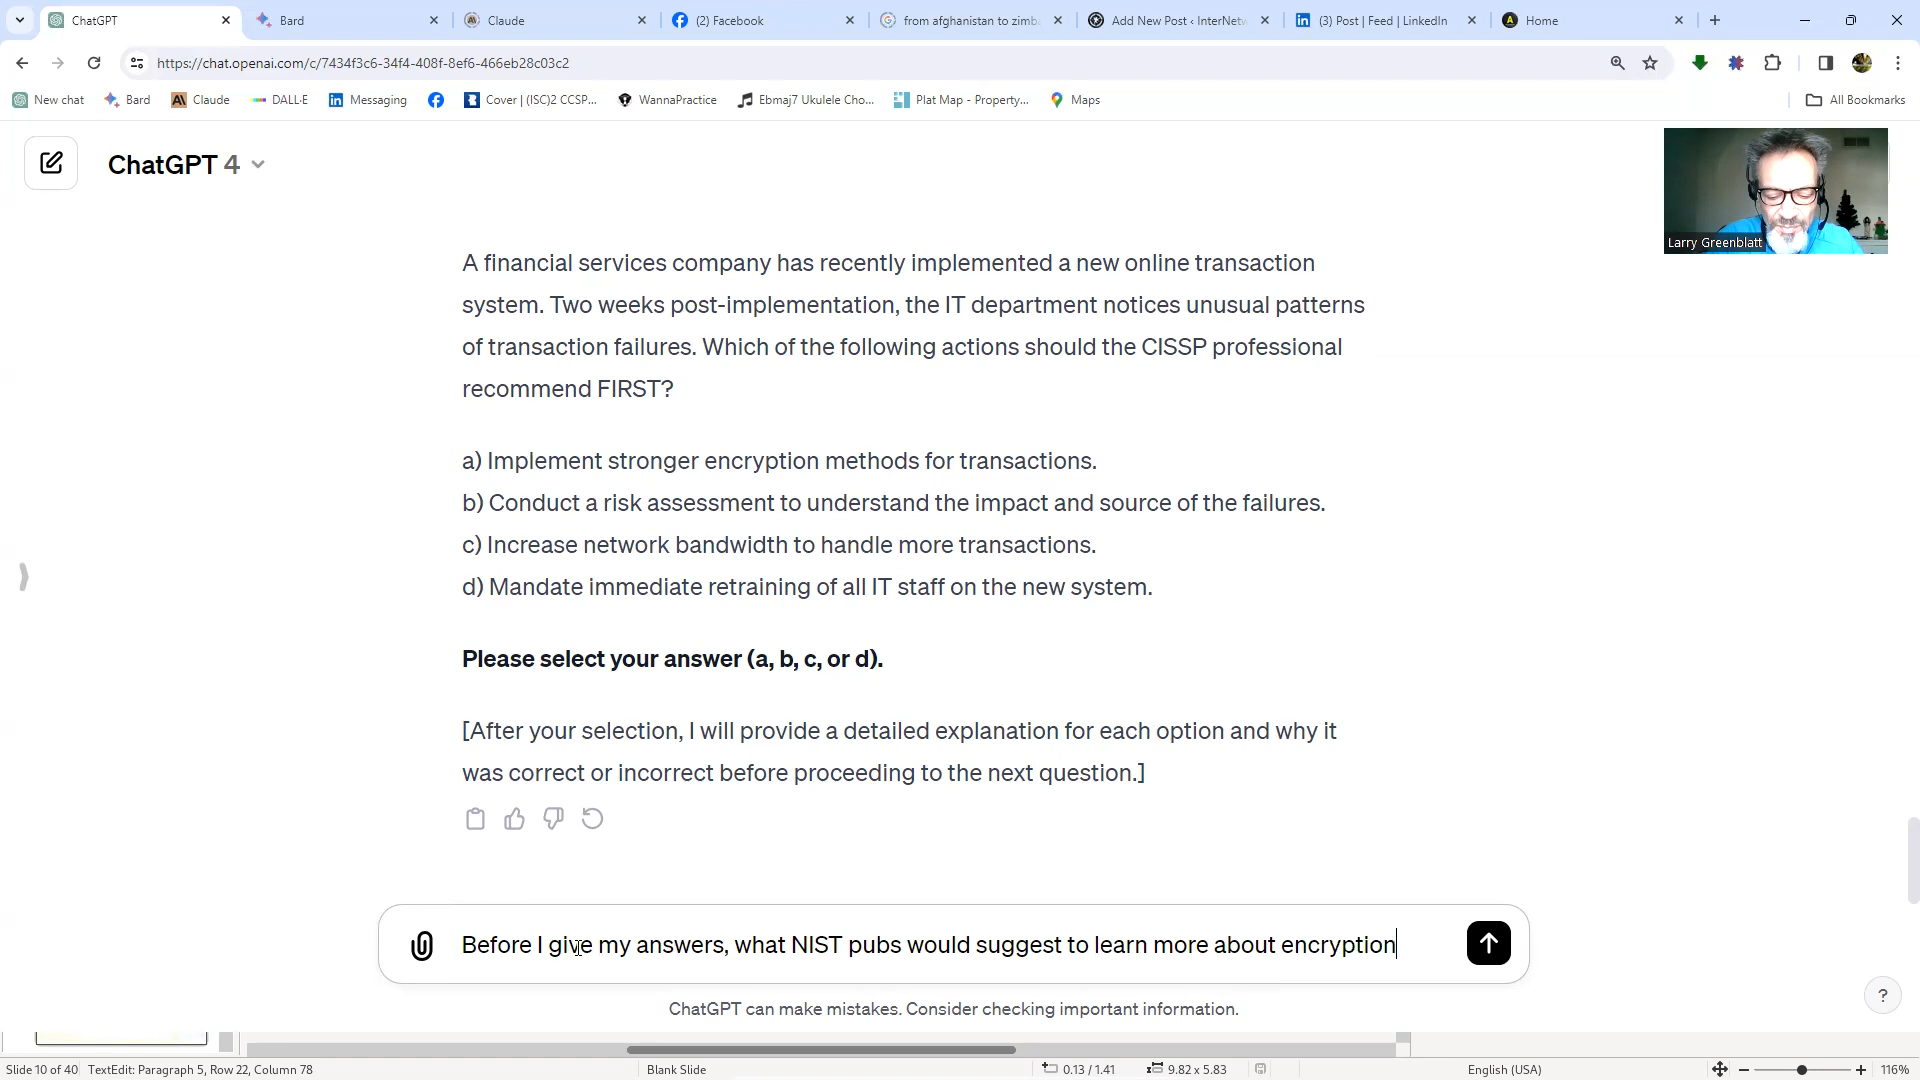 ChatGPT
Bard
Claude
(2) Facebook
from afghanistan to zimba
Add New Post ‹ InterNetw
(3) Post | Feed | LinkedIn
Home
https://chat.openai.com/c/7434f3c6-34f4-408f-8ef6-466eb28c03c2
New chat
Bard
Claude
DALL·E
Messaging
Cover | (ISC)2 CCSP...
WannaPractice
Ebmaj7 Ukulele Cho...
Plat Map - Property...
Maps
All Bookmarks
ChatGPT 4
Larry Greenblatt
A financial services company has recently implemented a new online transaction
system. Two weeks post-implementation, the IT department notices unusual patterns
of transaction failures. Which of the following actions should the CISSP professional
recommend FIRST?
a) Implement stronger encryption methods for transactions.
b) Conduct a risk assessment to understand the impact and source of the failures.
c) Increase network bandwidth to handle more transactions.
d) Mandate immediate retraining of all IT staff on the new system.
Please select your answer (a, b, c, or d).
[After your selection, I will provide a detailed explanation for each option and why it
was correct or incorrect before proceeding to the next question.]
Before I give my answers, what NIST pubs would suggest to learn more about encryption
ChatGPT can make mistakes. Consider checking important information.
?
Slide 10 of 40
TextEdit: Paragraph 5, Row 22, Column 78
Blank Slide
0.13 / 1.41
9.82 x 5.83
English (USA)
116%